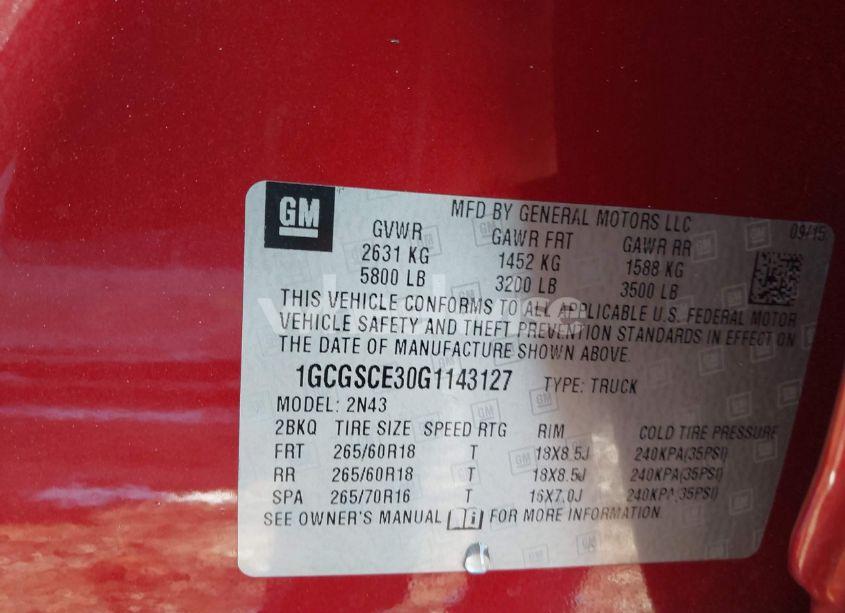 GM
MFD BY GENERAL MOTORS LLC
09/15
GVWR GAWR FRT GAWR RR
2631 KG 1452 KG 1588 KG
5800 LB 3200 LB 3500 LB
THIS VEHICLE CONFORMS TO ALL APPLICABLE U.S. FEDERAL MOTOR
VEHICLE SAFETY AND THEFT PREVENTION STANDARDS IN EFFECT ON
THE DATE OF MANUFACTURE SHOWN ABOVE.
1GCGSCE30G1143127 TYPE: TRUCK
MODEL: 2N43
2BKQ TIRE SIZE SPEED RTG RIM COLD TIRE PRESSURE
FRT 265/60R18 T 18X8.5J 240KPA(35PSI)
RR 265/60R18 T 18X8.5J 240KPA(35PSI)
SPA 265/70R16 T 16X7.0J 240KPA(35PSI)
SEE OWNER'S MANUAL FOR MORE INFORMATION.